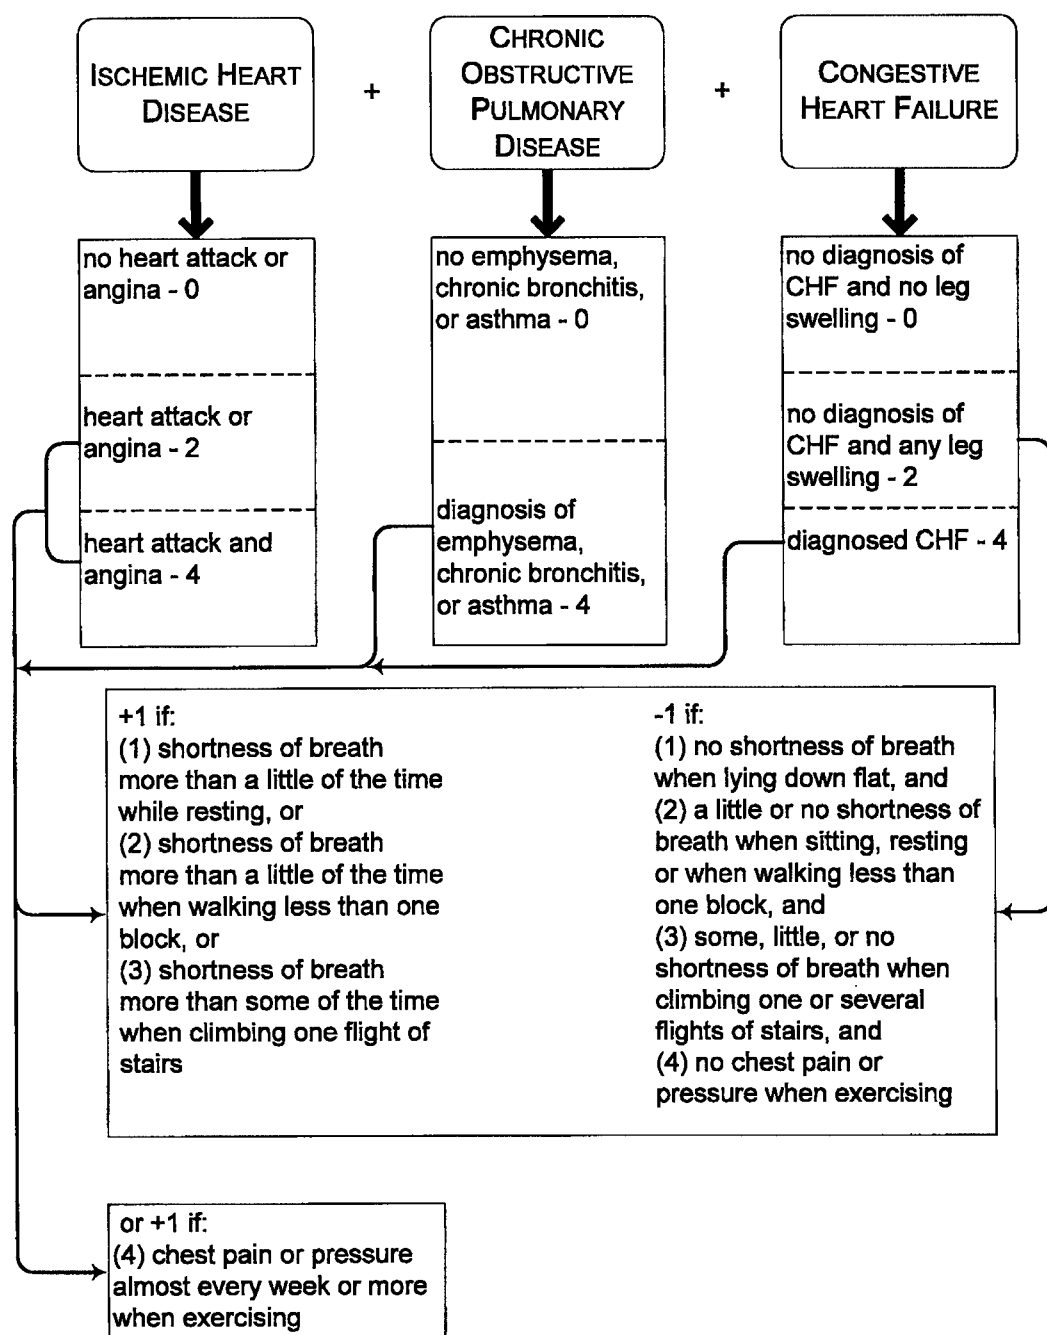 ISCHEMIC HEART
DISEASE
+
CHRONIC
OBSTRUCTIVE
PULMONARY
DISEASE
+
CONGESTIVE
HEART FAILURE
no heart attack or
angina - 0
heart attack or
angina - 2
heart attack and
angina - 4
no emphysema,
chronic bronchitis,
or asthma - 0
diagnosis of
emphysema,
chronic bronchitis,
or asthma - 4
no diagnosis of
CHF and no leg
swelling - 0
no diagnosis of
CHF and any leg
swelling - 2
diagnosed CHF - 4
+1 if:
(1) shortness of breath
more than a little of the time
while resting, or
(2) shortness of breath
more than a little of the time
when walking less than one
block, or
(3) shortness of breath
more than some of the time
when climbing one flight of
stairs
-1 if:
(1) no shortness of breath
when lying down flat, and
(2) a little or no shortness of
breath when sitting, resting
or when walking less than
one block, and
(3) some, little, or no
shortness of breath when
climbing one or several
flights of stairs, and
(4) no chest pain or
pressure when exercising
or +1 if:
(4) chest pain or pressure
almost every week or more
when exercising